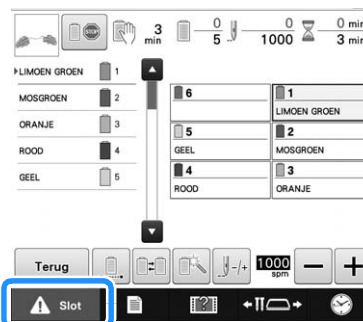 STOP 3 min 0 5 0 1000 0 min 3 min
LIMOEN GROEN 1
MOSGROEN 2
ORANJE 3
ROOD 4
GEEL 5
6 1
LIMOEN GROEN
5 2
GEEL MOSGROEN
4 3
ROOD ORANJE
Terug -/+ 1000 spm - +
Slot ?